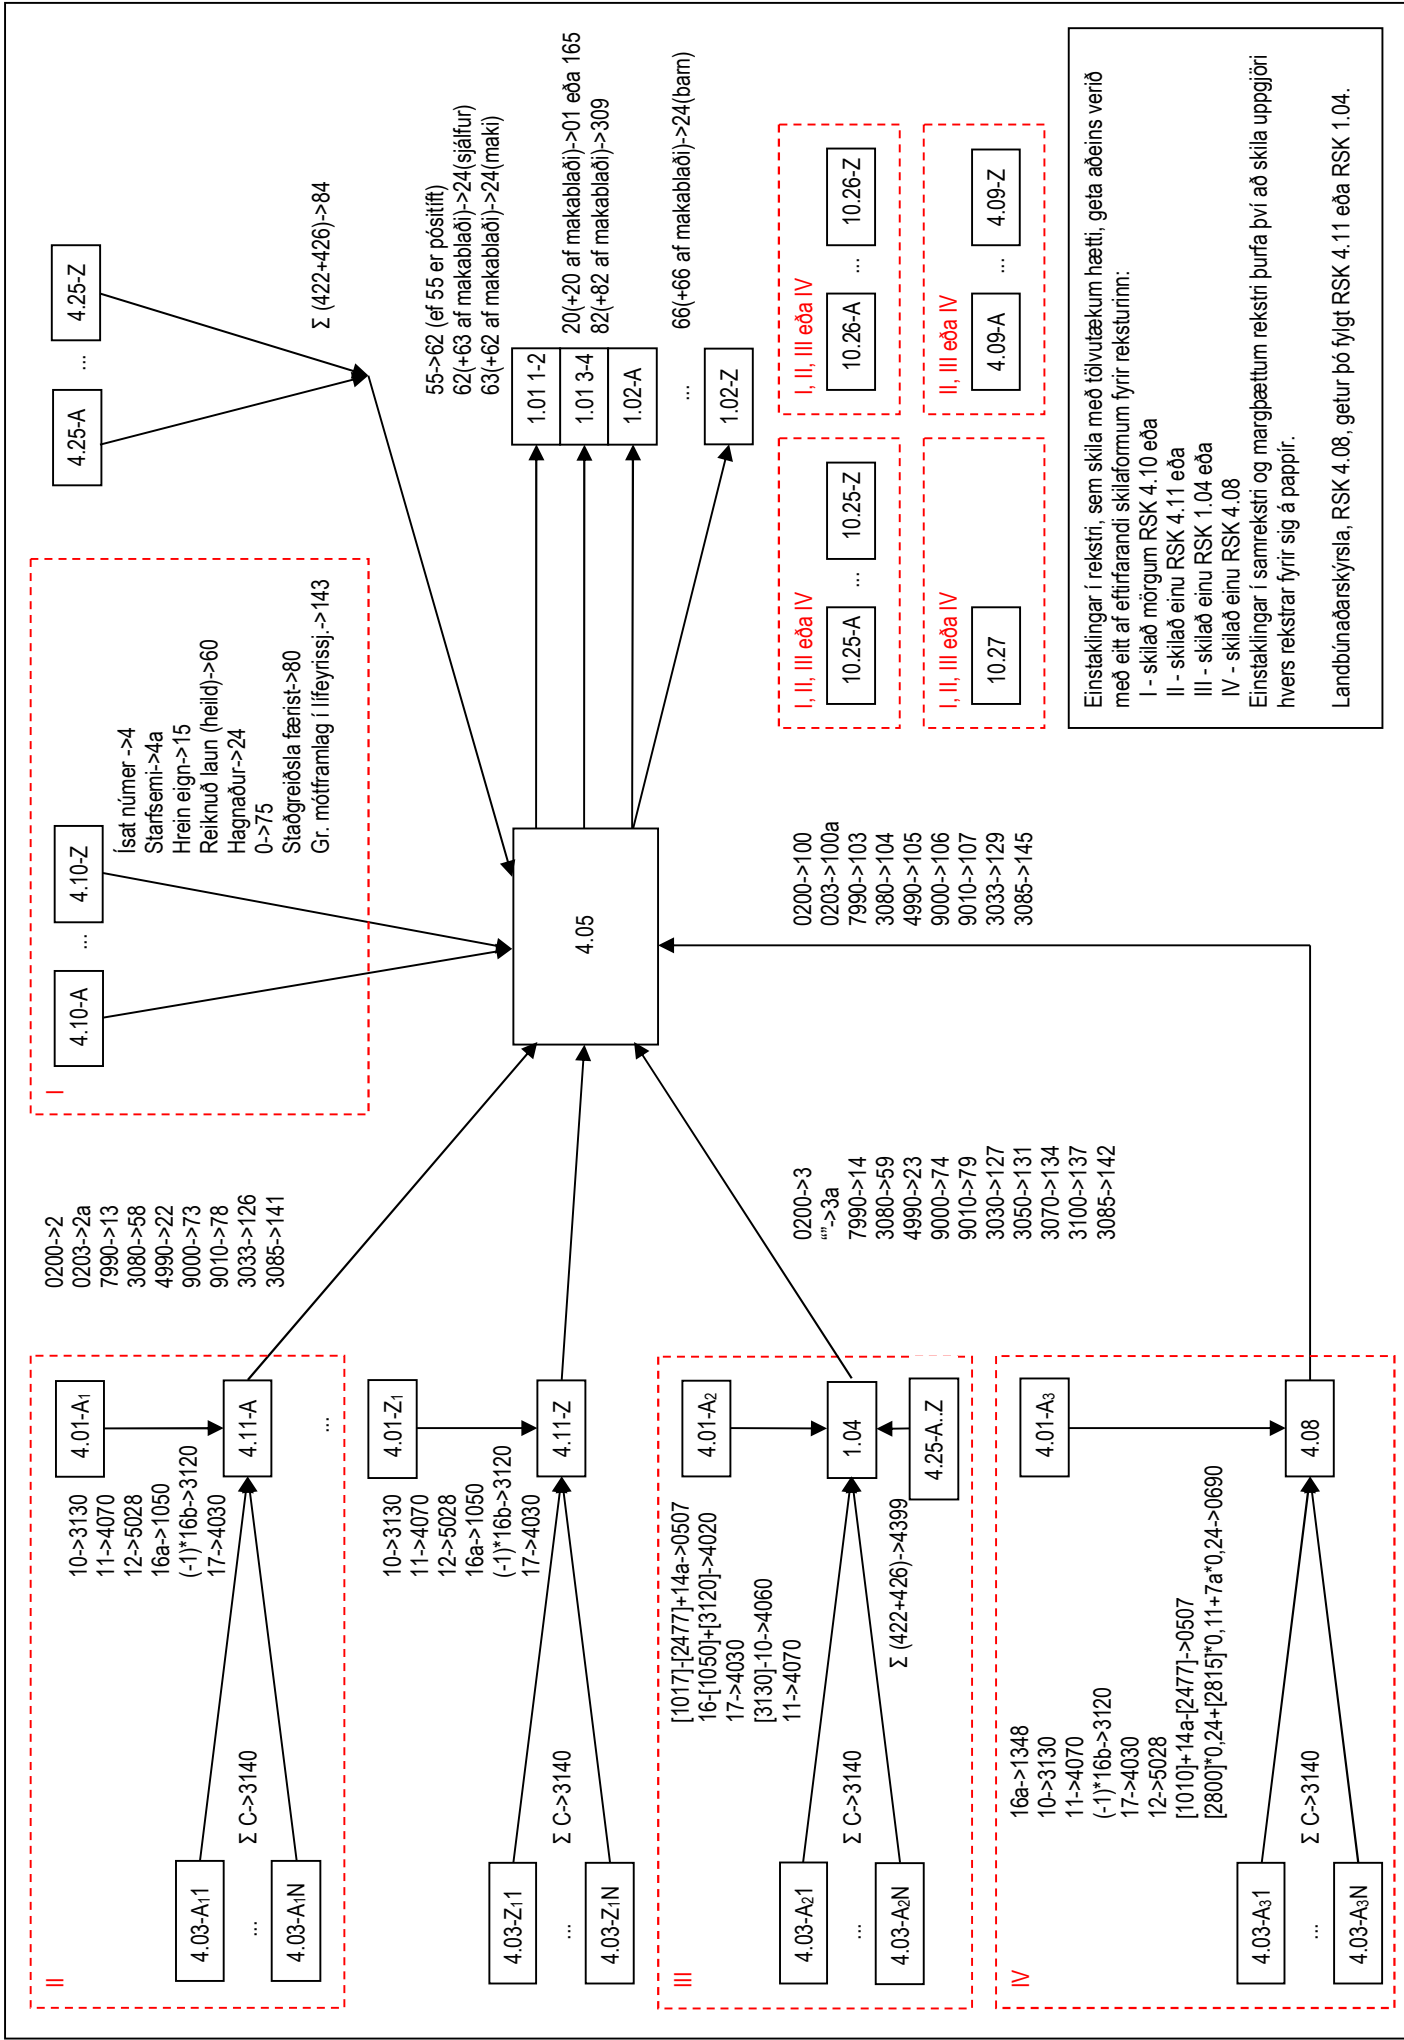 II
4.03-A₁1
...
4.03-A₁N
Σ C->3140
10->3130
11->4070
12->5028
16a->1050
(-1)*16b->3120
17->4030
4.01-A₁
4.11-A
...
0200->2
0203->2a
7990->13
3080->58
4990->22
9000->73
9010->78
3033->126
3085->141
4.03-Z₁1
...
4.03-Z₁N
Σ C->3140
10->3130
11->4070
12->5028
16a->1050
(-1)*16b->3120
17->4030
4.01-Z₁
4.11-Z
III
4.03-A₂1
...
4.03-A₂N
Σ C->3140
[1017]-[2477]+14a->0507
16-[1050]+[3120]->4020
17->4030
[3130]-10->4060
11->4070
Σ (422+426)->4399
4.01-A₂
1.04
4.25-A..Z
0200->3
“”->3a
7990->14
3080->59
4990->23
9000->74
9010->79
3030->127
3050->131
3070->134
3100->137
3085->142
IV
4.03-A₃1
...
4.03-A₃N
Σ C->3140
16a->1348
10->3130
11->4070
(-1)*16b->3120
17->4030
12->5028
[1010]+14a-[2477]->0507
[2800]*0,24+[2815]*0,11+7a*0,24->0690
4.01-A₃
4.08
0200->100
0203->100a
7990->103
3080->104
4990->105
9000->106
9010->107
3033->129
3085->145
I
4.10-A
...
4.10-Z
Ísat númer ->4
Starfsemi->4a
Hrein eign->15
Reiknuð laun (heild)->60
Hagnaður->24
0->75
Staðgreiðsla færist->80
Gr. mótframlag í lífeyrissj.->143
4.05
4.25-A
...
4.25-Z
Σ (422+426)->84
55->62 (ef 55 er pósitíft)
62(+63 af makablaði)->24(sjálfur)
63(+62 af makablaði)->24(maki)
1.01 1-2
1.01 3-4
1.02-A
...
1.02-Z
20(+20 af makablaði)->01 eða 165
82(+82 af makablaði)->309
66(+66 af makablaði)->24(barn)
I, II, III eða IV
10.25-A
...
10.25-Z
I, II, III eða IV
10.26-A
...
10.26-Z
I, II, III eða IV
10.27
II, III eða IV
4.09-A
...
4.09-Z
Einstaklingar í rekstri, sem skila með tölvutækum hætti, geta aðeins verið
með eitt af eftirfarandi skilaformum fyrir reksturinn:
I - skilað mörgum RSK 4.10 eða
II - skilað einu RSK 4.11 eða
III - skilað einu RSK 1.04 eða
IV - skilað einu RSK 4.08
Einstaklingar í samrekstri og margþættum rekstri þurfa því að skila uppgjöri
hvers rekstrar fyrir sig á pappír.
Landbúnaðarskýrsla, RSK 4.08, getur þó fylgt RSK 4.11 eða RSK 1.04.